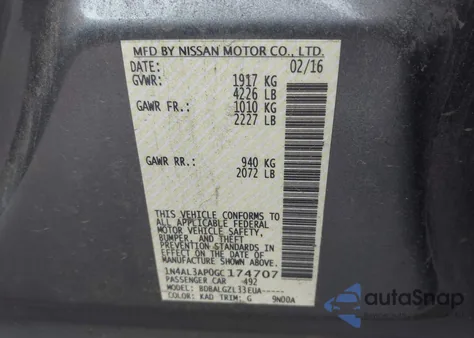 MFD BY NISSAN MOTOR CO., LTD.
DATE: 02/16
GVWR: 1917 KG
4226 LB
GAWR FR.: 1010 KG
2227 LB
GAWR RR.: 940 KG
2072 LB
THIS VEHICLE CONFORMS TO
ALL APPLICABLE FEDERAL
MOTOR VEHICLE SAFETY,
BUMPER, AND THEFT
PREVENTION STANDARDS IN
EFFECT ON THE DATE OF
MANUFACTURE SHOWN ABOVE.
1N4AL3AP0GC174707
PASSENGER CAR 492
MODEL: BDBALGZL33EUA-----
COLOR: KAD TRIM: G 9N00A
autoSnap